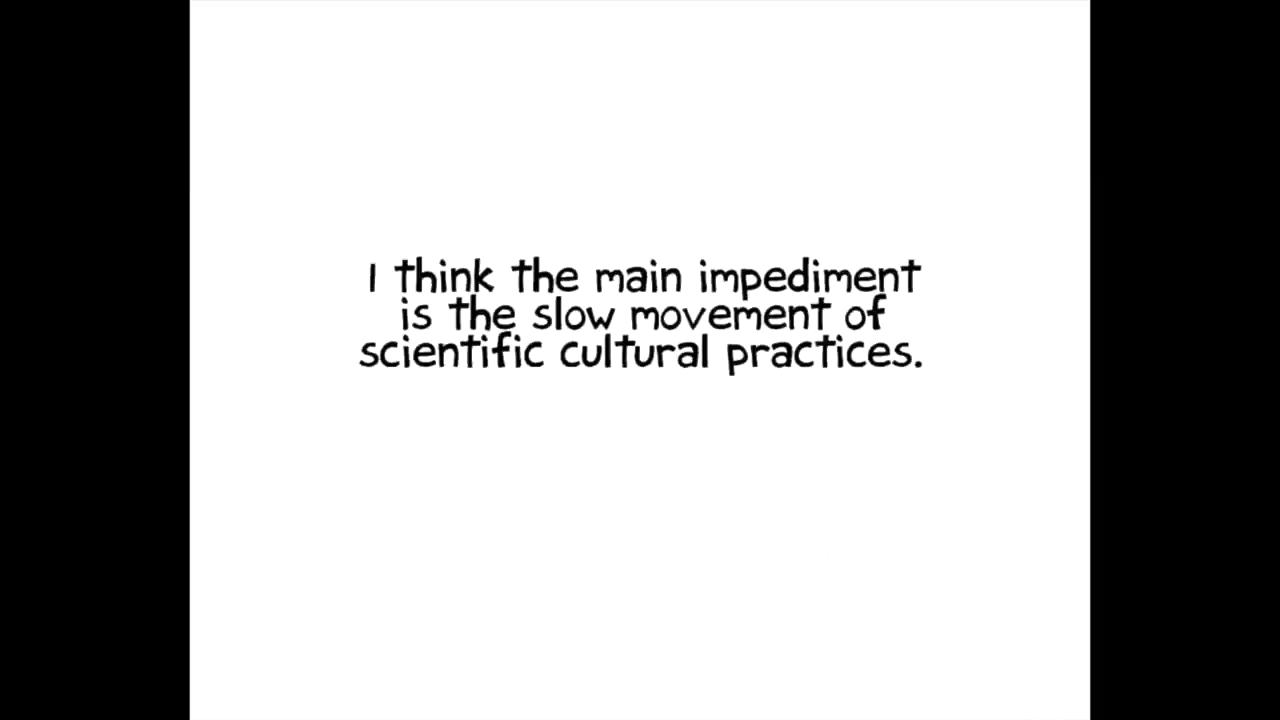 I think the main impediment
is the slow movement of
scientific cultural practices.